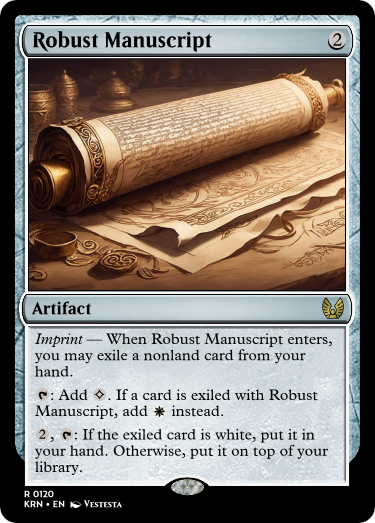 Robust Manuscript 2
Artifact
Imprint — When Robust Manuscript enters,
you may exile a nonland card from your
hand.
: Add . If a card is exiled with Robust
Manuscript, add instead.
2, : If the exiled card is white, put it in
your hand. Otherwise, put it on top of your
library.
R 0120
KRN • EN Vestesta